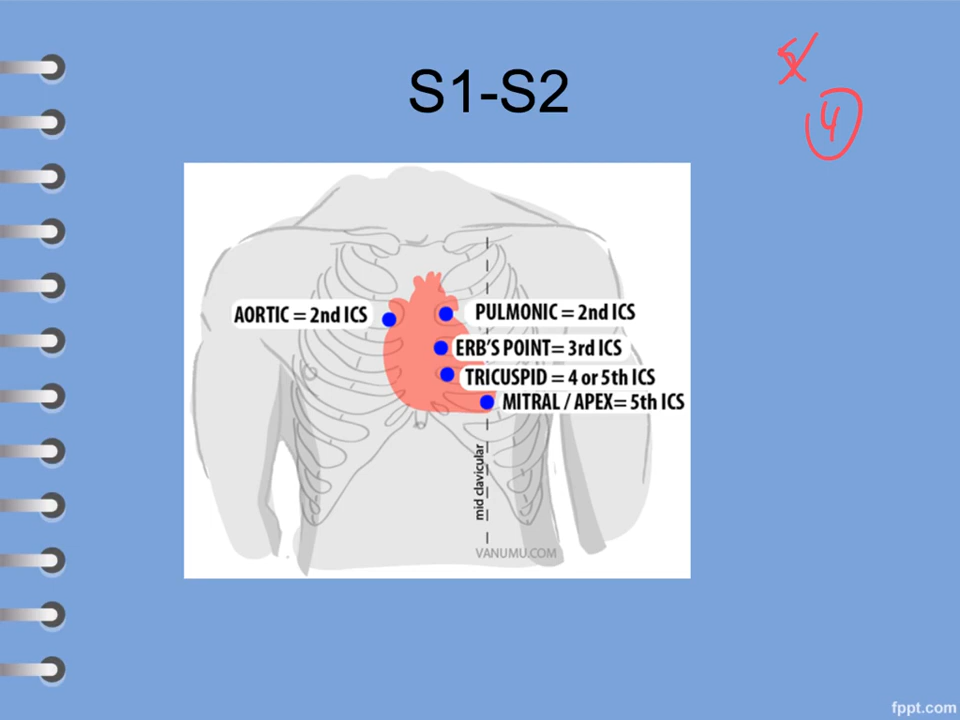 S1-S2
5
4
AORTIC = 2nd ICS
PULMONIC = 2nd ICS
ERB'S POINT= 3rd ICS
TRICUSPID = 4 or 5th ICS
MITRAL / APEX= 5th ICS
mid clavicular
VANUMU.COM
fppt.com